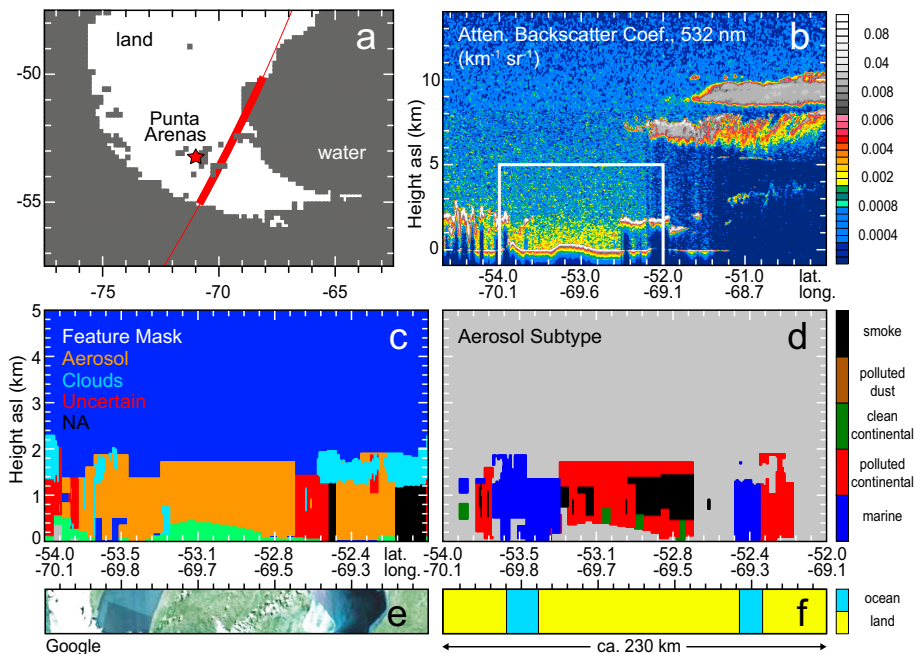 land
a
-50
Punta
Arenas
water
-55
-75
-70
-65
Height asl (km)
10
5
0
Atten. Backscatter Coef., 532 nm
(km-1 sr-1)
b
-54.0 -53.0 -52.0 -51.0 lat.
-70.1 -69.6 -69.1 -68.7 long.
0.08
0.04
0.008
0.006
0.004
0.002
0.0008
0.0004
Height asl (km)
5
4
3
2
1
0
Feature Mask
c
Aerosol
Clouds
Uncertain
NA
-54.0 -53.5 -53.1 -52.8 -52.4 lat.
-70.1 -69.8 -69.7 -69.5 -69.3 long.
Aerosol Subtype
d
-54.0 -53.5 -53.1 -52.8 -52.4 -52.0
-70.1 -69.8 -69.7 -69.5 -69.3 -69.1
smoke
polluted
dust
clean
continental
polluted
continental
marine
e
Google
f
ca. 230 km
ocean
land